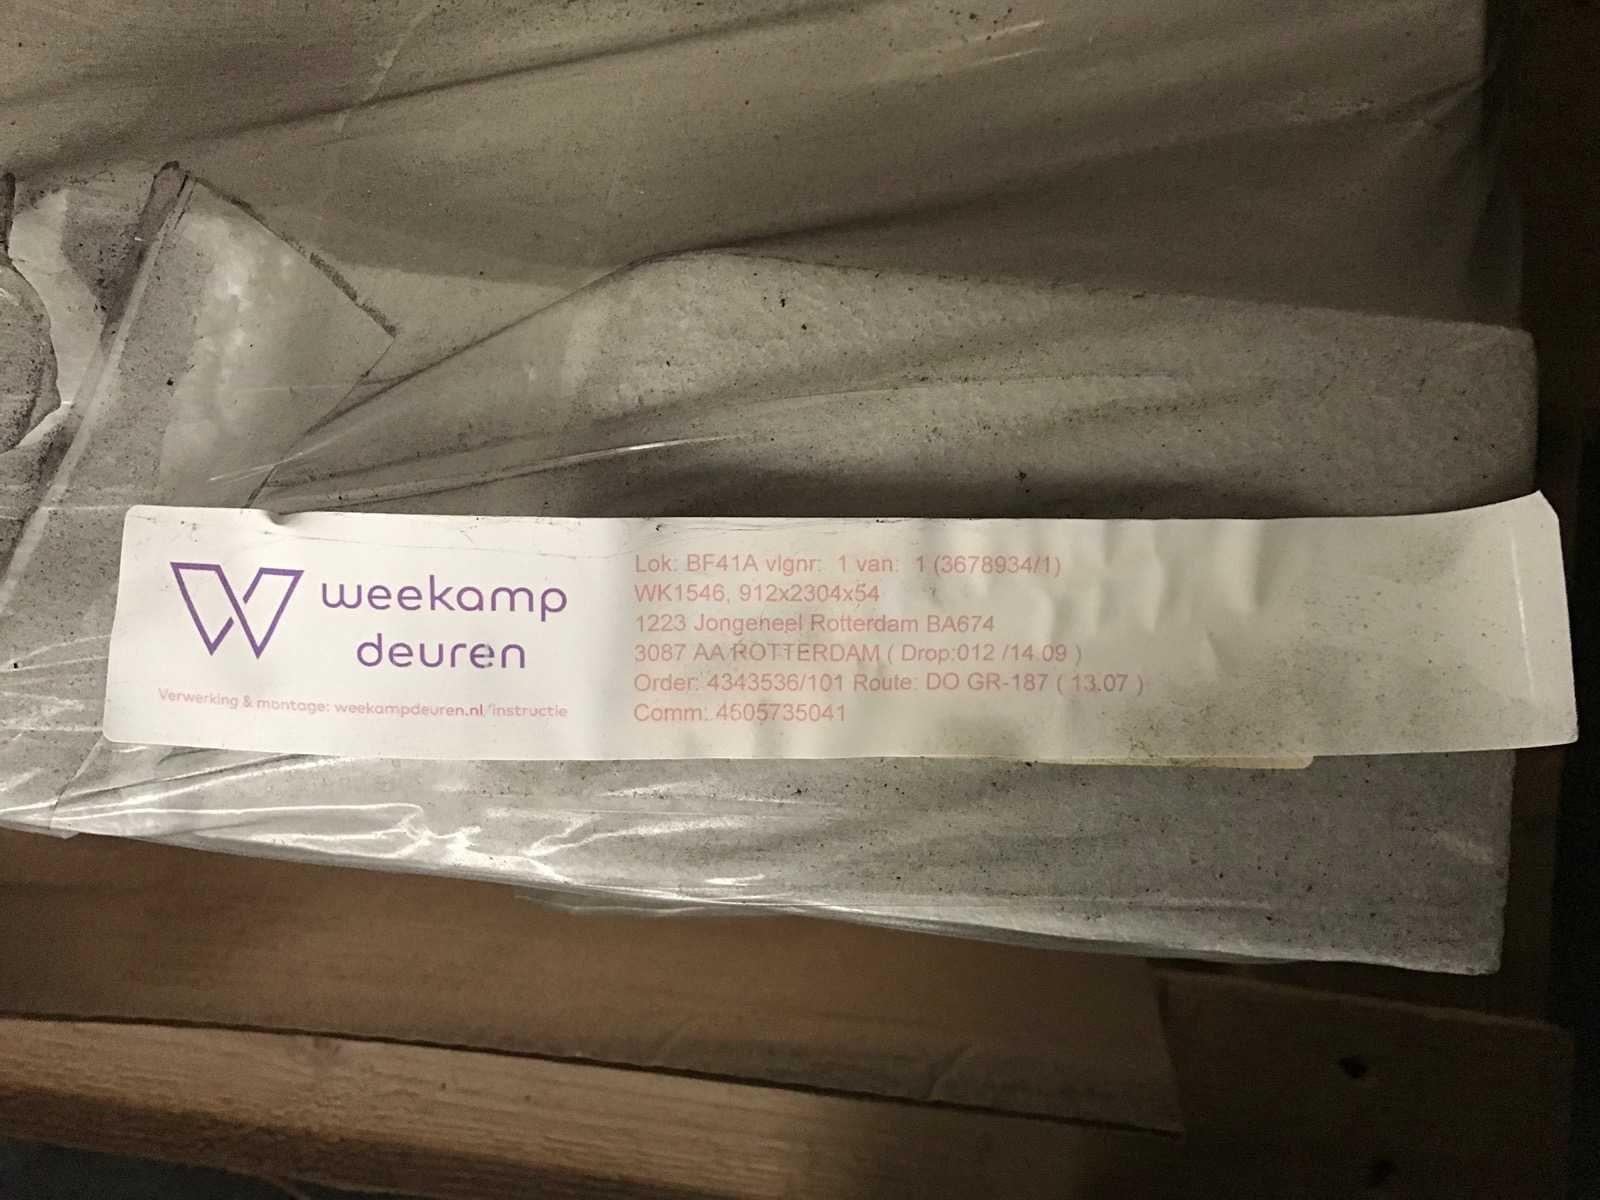 weekamp
deuren
Verwerking & montage: weekampdeuren.nl/instructie
Lok: BF41A vlgnr: 1 van: 1 (3678934/1)
WK1546, 912x2304x54
1223 Jongeneel Rotterdam BA674
3087 AA ROTTERDAM ( Drop:012 /14.09 )
Order: 4343536/101 Route: DO GR-187 ( 13.07 )
Comm: 4505735041